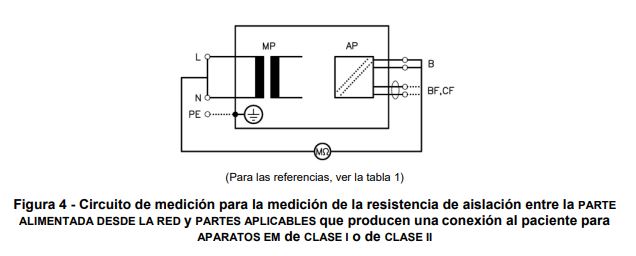 MP
AP
L
B
BF,CF
N
PE
MΩ
(Para las referencias, ver la tabla 1)
Figura 4 - Circuito de medición para la medición de la resistencia de aislación entre la PARTE
ALIMENTADA DESDE LA RED y PARTES APLICABLES que producen una conexión al paciente para
APARATOS EM de CLASE I o de CLASE II